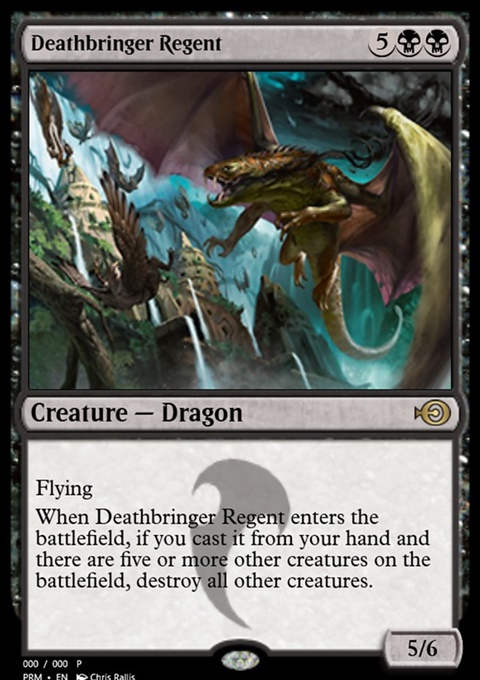 Deathbringer Regent 5
Creature — Dragon
Flying
When Deathbringer Regent enters the
battlefield, if you cast it from your hand and
there are five or more other creatures on the
battlefield, destroy all other creatures.
5/6
000 / 000 P
PRM • EN Chris Rallis